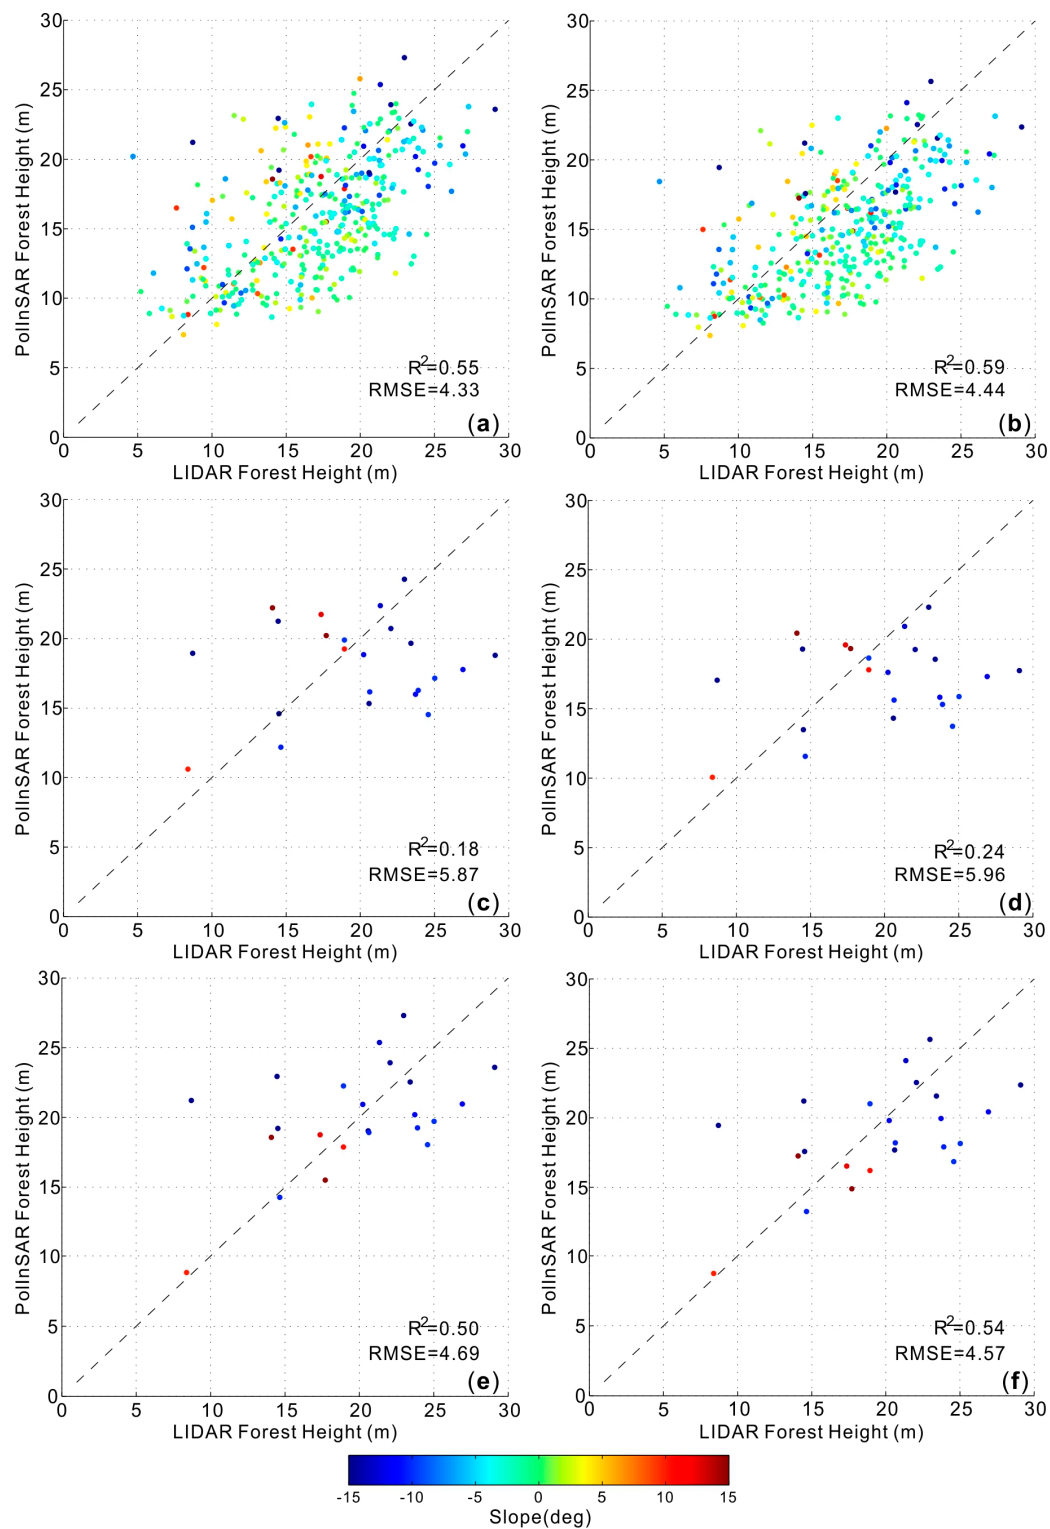 30
25
20
15
10
5
0
PolInSAR Forest Height (m)
R²=0.55
RMSE=4.33
(a)
0 5 10 15 20 25 30
LIDAR Forest Height (m)
30
25
20
15
10
5
0
PolInSAR Forest Height (m)
R²=0.59
RMSE=4.44
(b)
0 5 10 15 20 25 30
LIDAR Forest Height (m)
30
25
20
15
10
5
0
PolInSAR Forest Height (m)
R²=0.18
RMSE=5.87
(c)
0 5 10 15 20 25 30
LIDAR Forest Height (m)
30
25
20
15
10
5
0
PolInSAR Forest Height (m)
R²=0.24
RMSE=5.96
(d)
0 5 10 15 20 25 30
LIDAR Forest Height (m)
30
25
20
15
10
5
0
PolInSAR Forest Height (m)
R²=0.50
RMSE=4.69
(e)
0 5 10 15 20 25 30
LIDAR Forest Height (m)
30
25
20
15
10
5
0
PolInSAR Forest Height (m)
R²=0.54
RMSE=4.57
(f)
0 5 10 15 20 25 30
LIDAR Forest Height (m)
-15 -10 -5 0 5 10 15
Slope(deg)